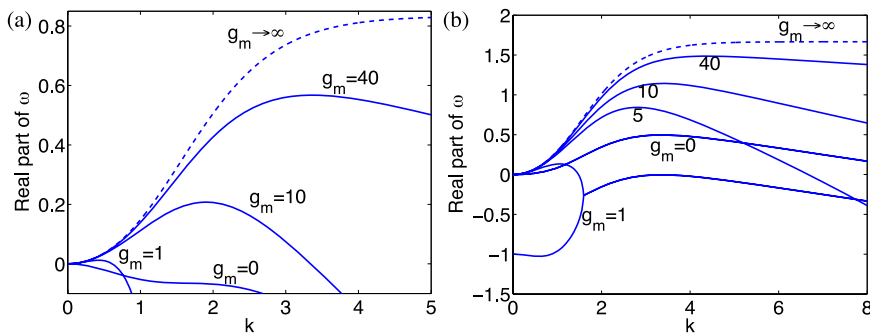 (a)
0.8
0.6
0.4
0.2
0
Real part of ω
g_m→∞
g_m=40
g_m=10
g_m=1
g_m=0
0 1 2 3 4 5
k
(b)
2
1.5
1
0.5
0
−0.5
−1
−1.5
Real part of ω
g_m→∞
40
10
5
g_m=0
g_m=1
0 2 4 6 8
k